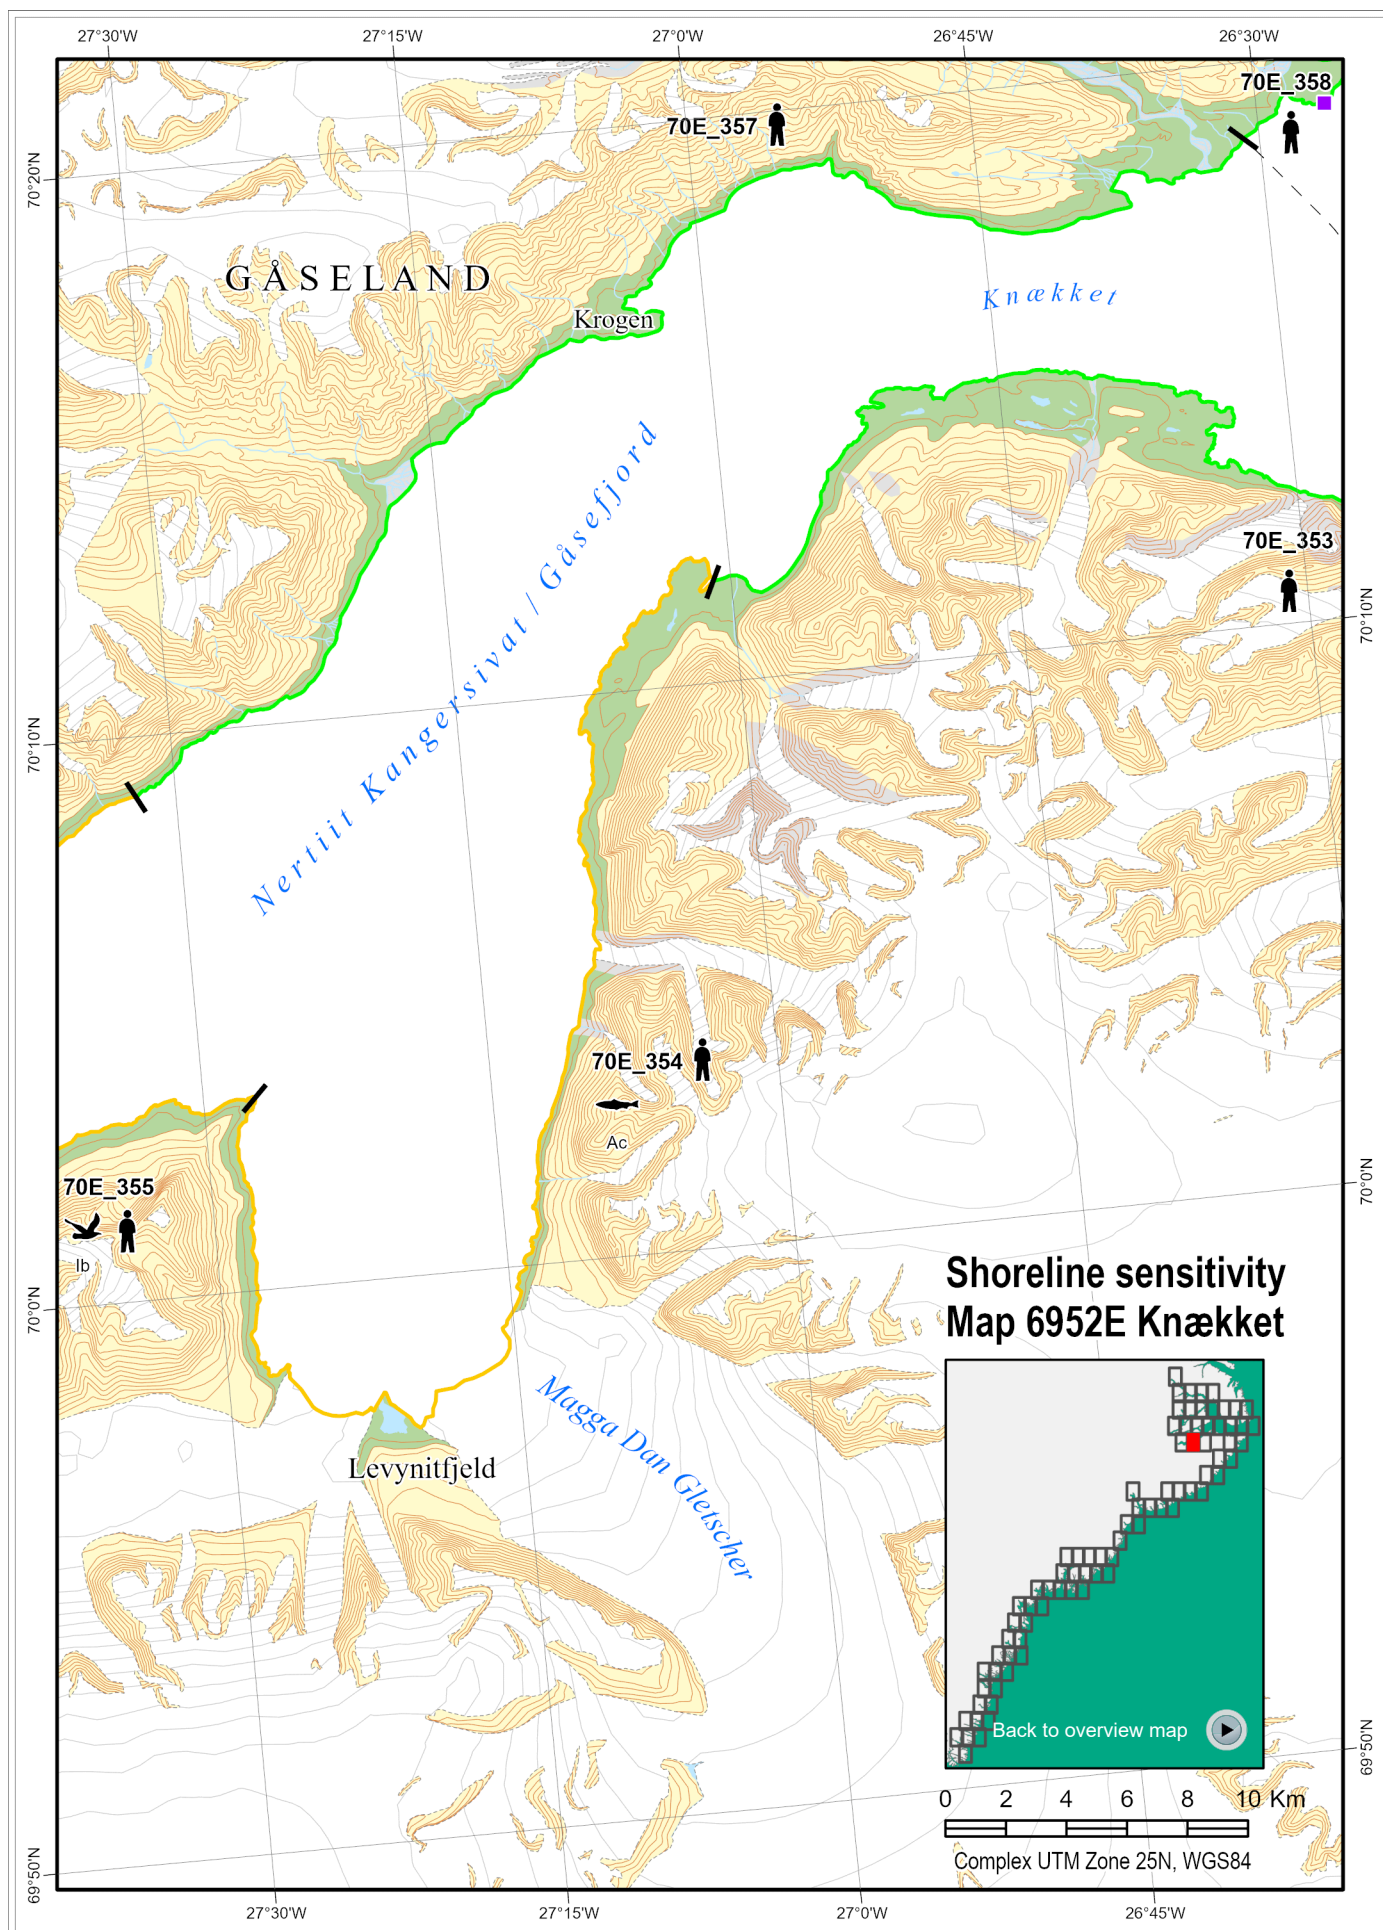 27°30'W
27°15'W
27°0'W
26°45'W
26°30'W
70E_358
70E_357
70°20'N
GÅSELAND
Knækket
Krogen
Nertiit Kangersivat / Gåsefjord
70E_353
70°10'N
70°10'N
70E_354
Ac
70E_355
Ib
70°0'N
70°0'N
Shoreline sensitivity
Map 6952E Knækket
Magga Dan Gletscher
Levynitfjeld
Back to overview map
69°50'N
0 2 4 6 8 10 Km
Complex UTM Zone 25N, WGS84
69°50'N
27°30'W
27°15'W
27°0'W
26°45'W